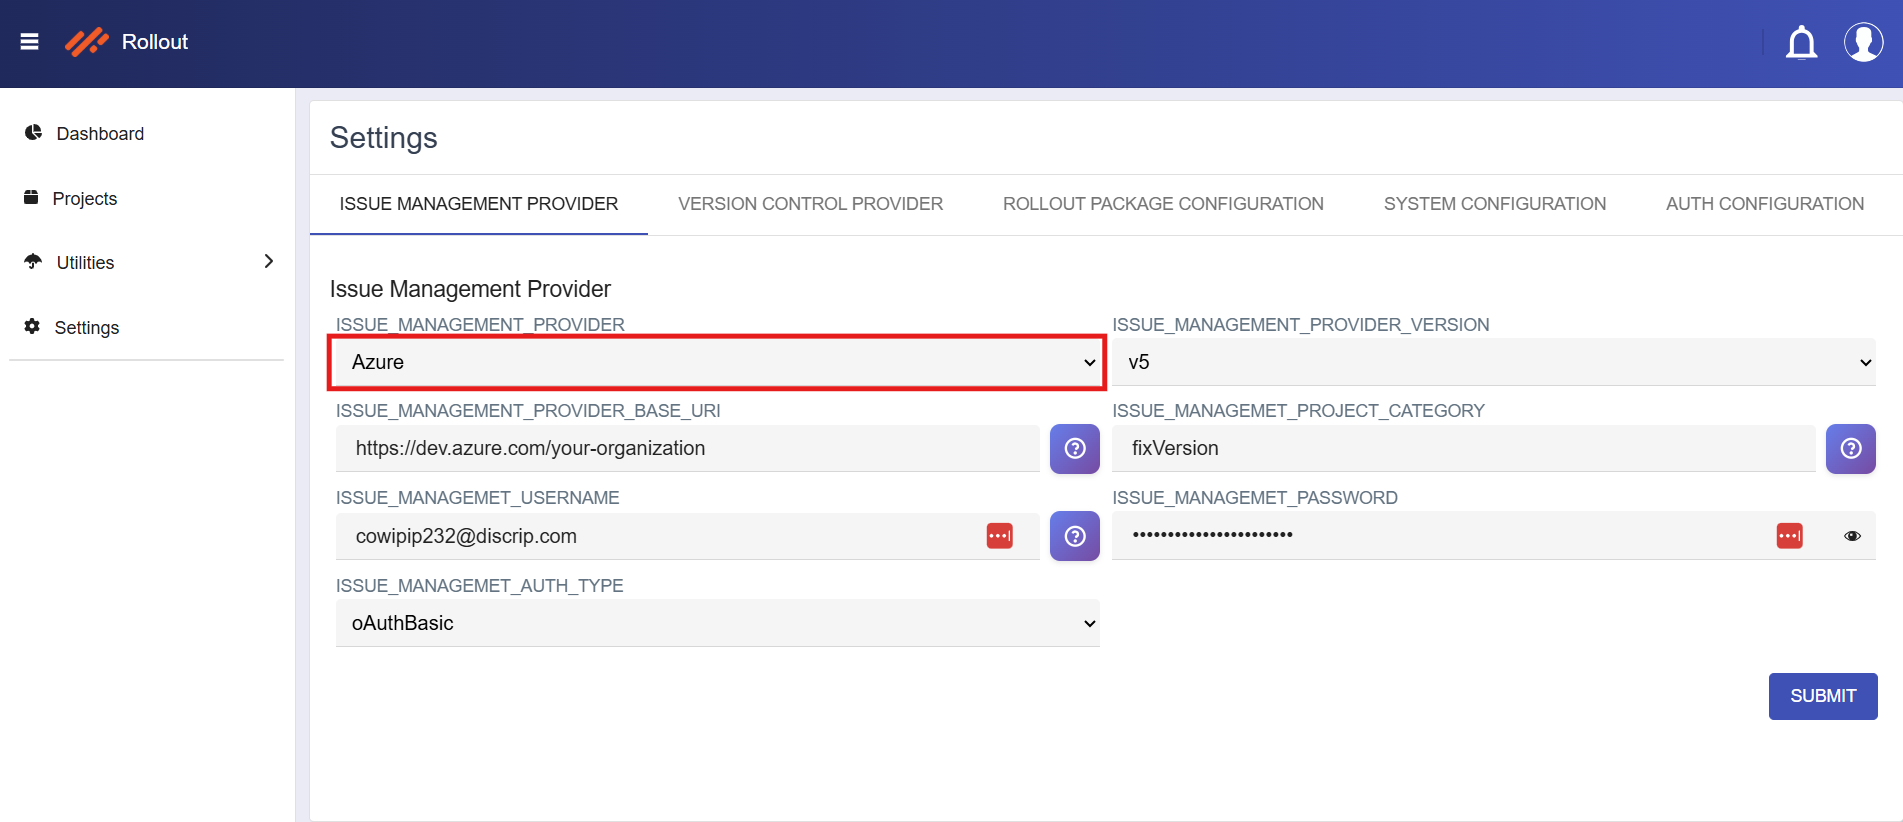 Rollout
Dashboard
Projects
Utilities
Settings
Settings
ISSUE MANAGEMENT PROVIDER VERSION CONTROL PROVIDER ROLLOUT PACKAGE CONFIGURATION SYSTEM CONFIGURATION AUTH CONFIGURATION
Issue Management Provider
ISSUE_MANAGEMENT_PROVIDER ISSUE_MANAGEMENT_PROVIDER_VERSION
Azure v5
ISSUE_MANAGEMENT_PROVIDER_BASE_URI ISSUE_MANAGEMET_PROJECT_CATEGORY
https://dev.azure.com/your-organization fixVersion
ISSUE_MANAGEMET_USERNAME ISSUE_MANAGEMET_PASSWORD
cowipip232@discrip.com •••••••••••••••••••••••
ISSUE_MANAGEMET_AUTH_TYPE
oAuthBasic
SUBMIT